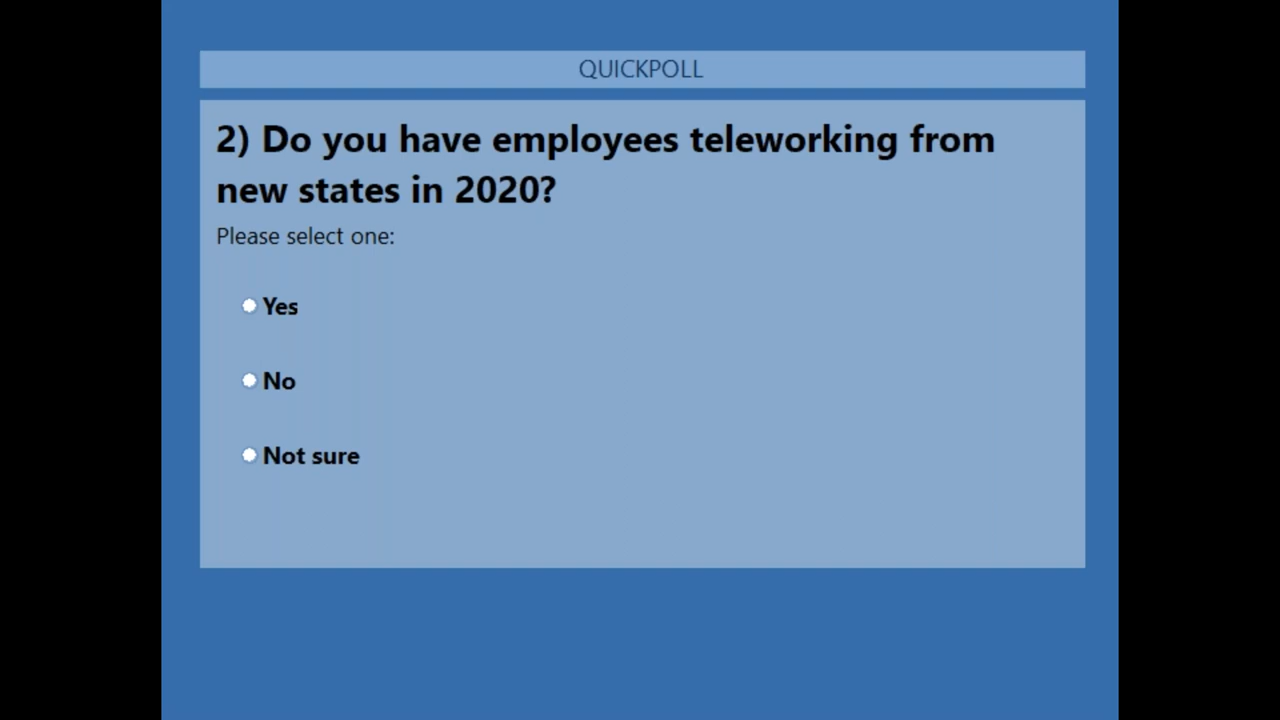 QUICKPOLL
2) Do you have employees teleworking from
new states in 2020?
Please select one:
Yes
No
Not sure